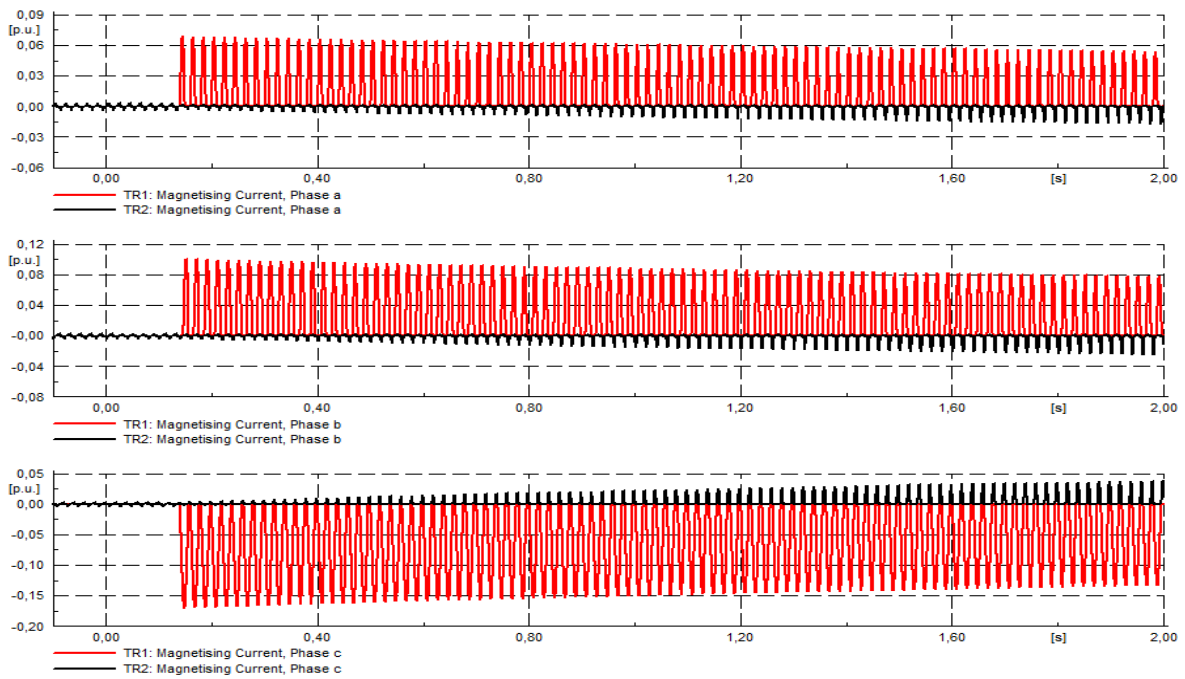 0,09
[p.u.]
0,06
0,03
0,00
-0,03
-0,06
0,00 0,40 0,80 1,20 1,60 [s] 2,00
TR1: Magnetising Current, Phase a
TR2: Magnetising Current, Phase a
0,12
[p.u.]
0,08
0,04
-0,00
-0,04
-0,08
0,00 0,40 0,80 1,20 1,60 [s] 2,00
TR1: Magnetising Current, Phase b
TR2: Magnetising Current, Phase b
0,05
[p.u.]
0,00
-0,05
-0,10
-0,15
-0,20
0,00 0,40 0,80 1,20 1,60 [s] 2,00
TR1: Magnetising Current, Phase c
TR2: Magnetising Current, Phase c